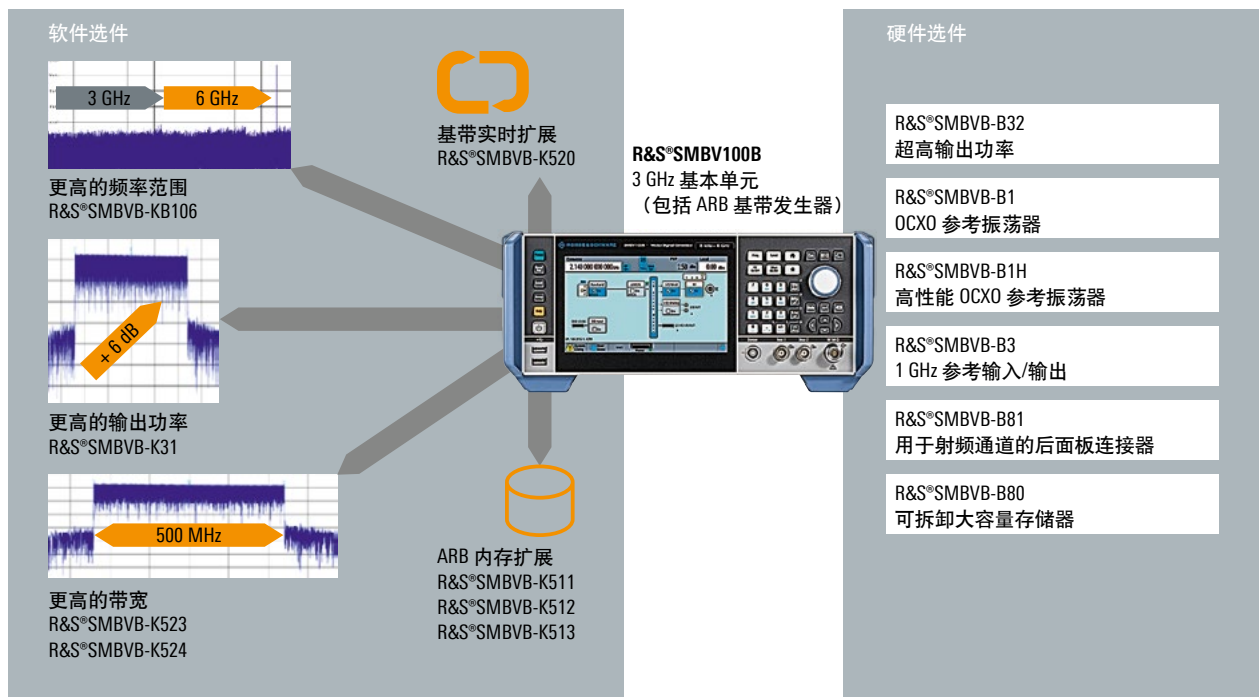 软件选件
3 GHz
6 GHz
更高的频率范围
R&S®SMBVB-KB106
+ 6 dB
更高的输出功率
R&S®SMBVB-K31
500 MHz
更高的带宽
R&S®SMBVB-K523
R&S®SMBVB-K524
基带实时扩展
R&S®SMBVB-K520
ARB 内存扩展
R&S®SMBVB-K511
R&S®SMBVB-K512
R&S®SMBVB-K513
R&S®SMBV100B
3 GHz 基本单元
（包括 ARB 基带发生器）
ROHDE&SCHWARZ
2.140 000 000 000
硬件选件
R&S®SMBVB-B32
超高输出功率
R&S®SMBVB-B1
OCXO 参考振荡器
R&S®SMBVB-B1H
高性能 OCXO 参考振荡器
R&S®SMBVB-B3
1 GHz 参考输入/输出
R&S®SMBVB-B81
用于射频通道的后面板连接器
R&S®SMBVB-B80
可拆卸大容量存储器